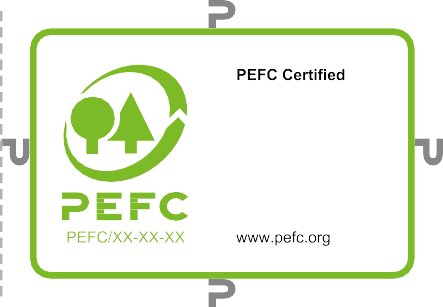 P
PEFC Certified
P
P
PEFC
PEFC/XX-XX-XX
www.pefc.org
P